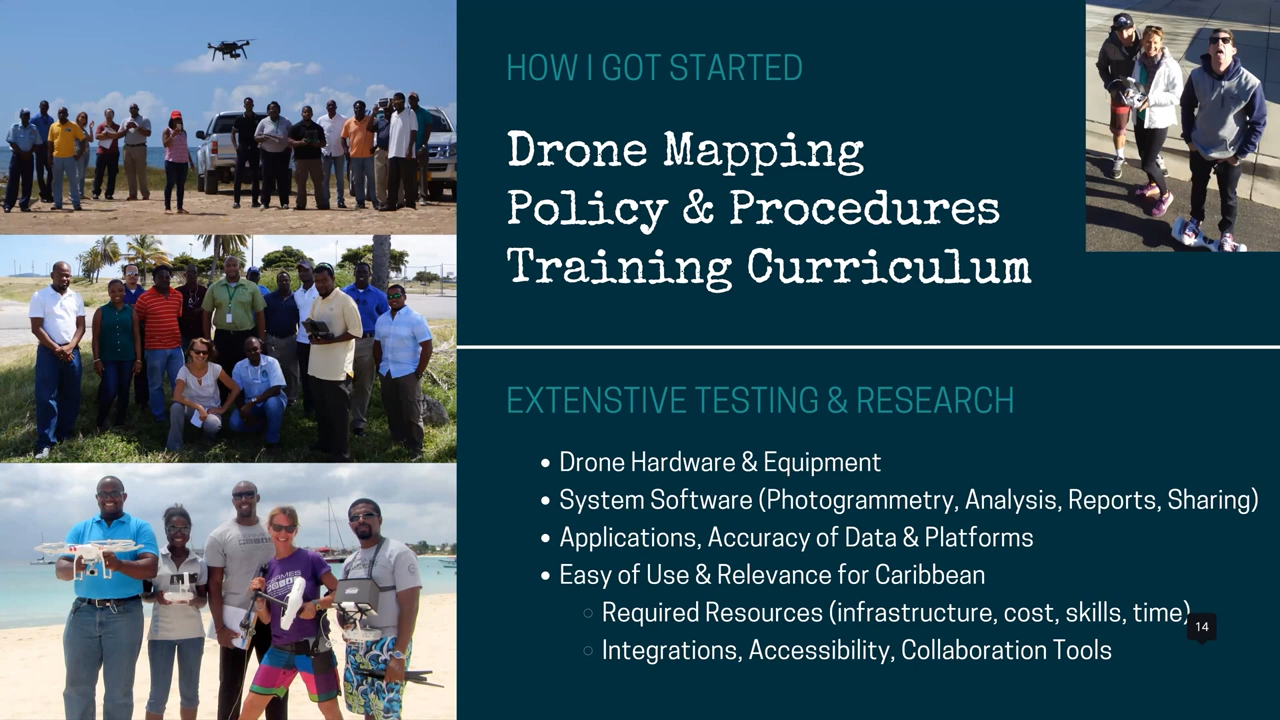 HOW I GOT STARTED
Drone Mapping
Policy & Procedures
Training Curriculum
EXTENSTIVE TESTING & RESEARCH
• Drone Hardware & Equipment
• System Software (Photogrammetry, Analysis, Reports, Sharing)
• Applications, Accuracy of Data & Platforms
• Easy of Use & Relevance for Caribbean
○ Required Resources (infrastructure, cost, skills, time)
14
○ Integrations, Accessibility, Collaboration Tools